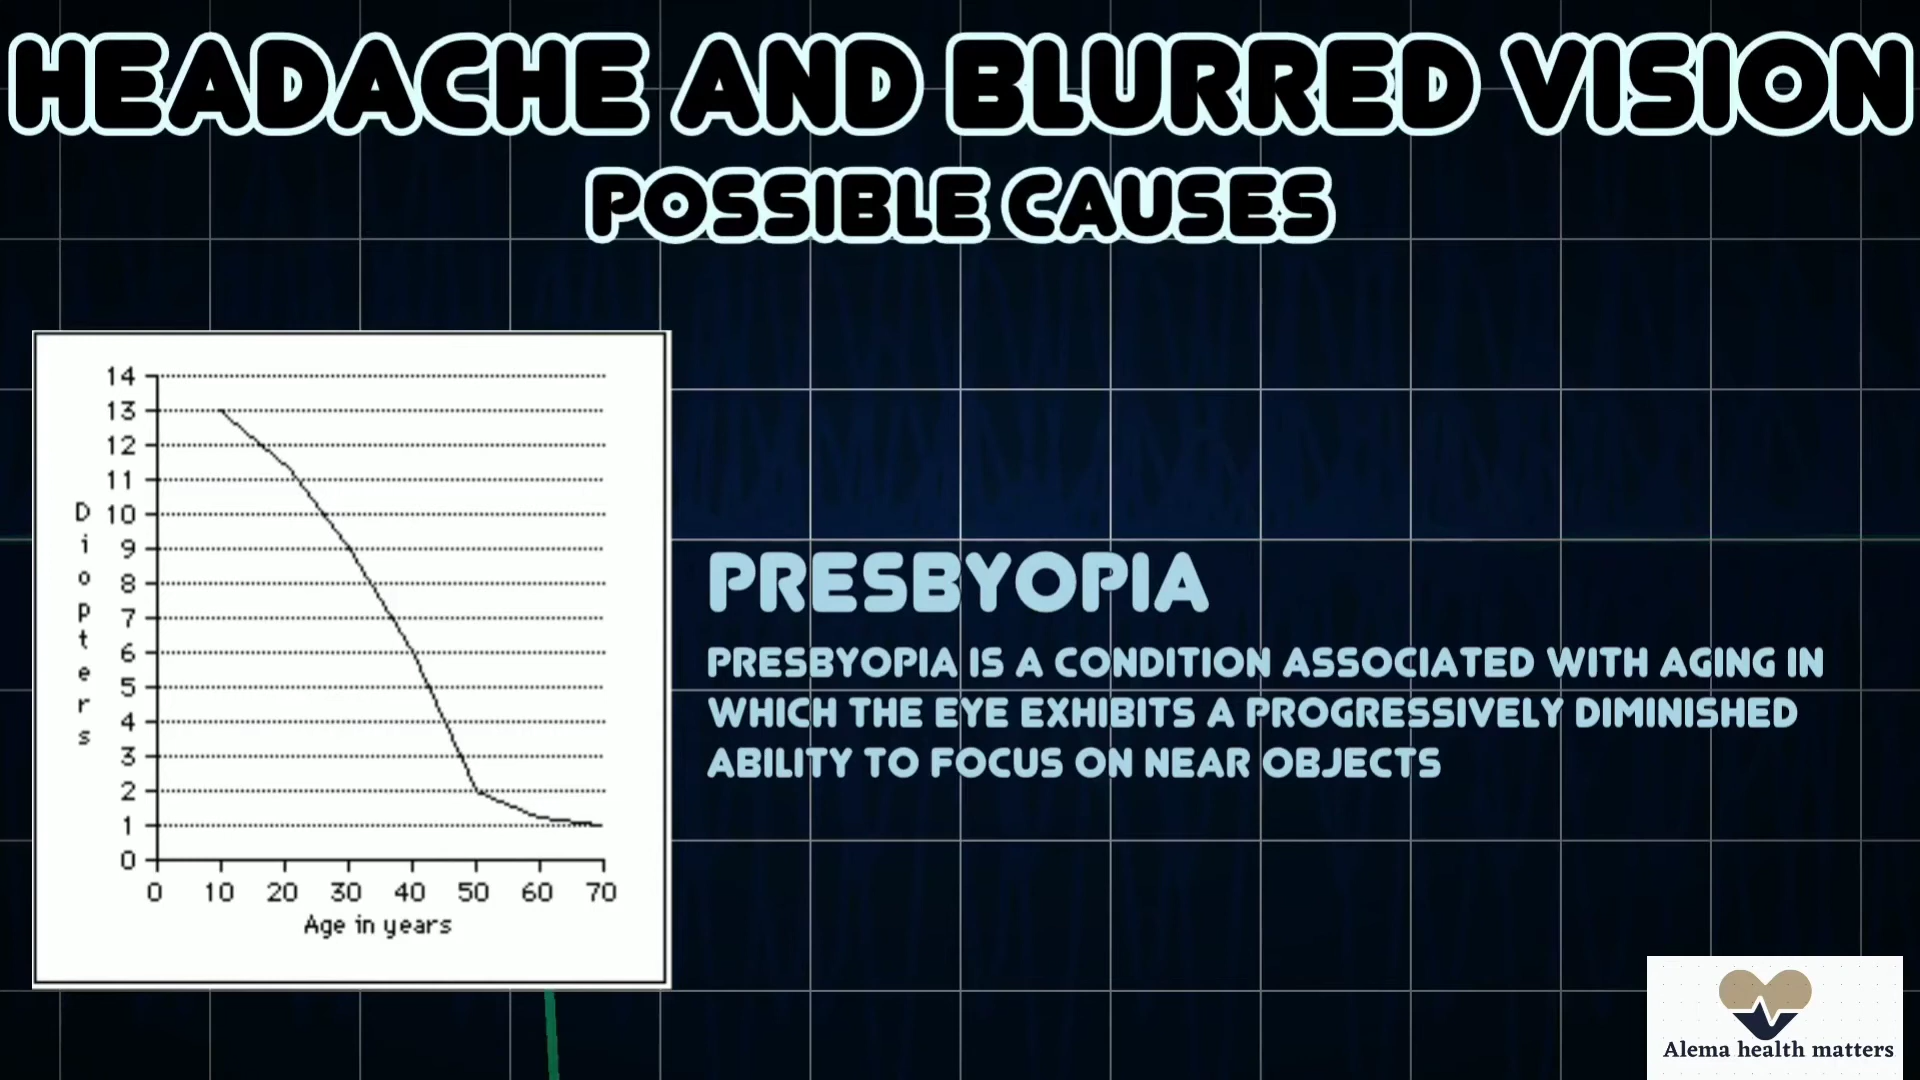 HEADACHE AND BLURRED VISION
POSSIBLE CAUSES
14
13
12
11
10
9
8
7
6
5
4
3
2
1
0
Diopters
0 10 20 30 40 50 60 70
Age in years
PRESBYOPIA
PRESBYOPIA IS A CONDITION ASSOCIATED WITH AGING IN
WHICH THE EYE EXHIBITS A PROGRESSIVELY DIMINISHED
ABILITY TO FOCUS ON NEAR OBJECTS
Alema health matters